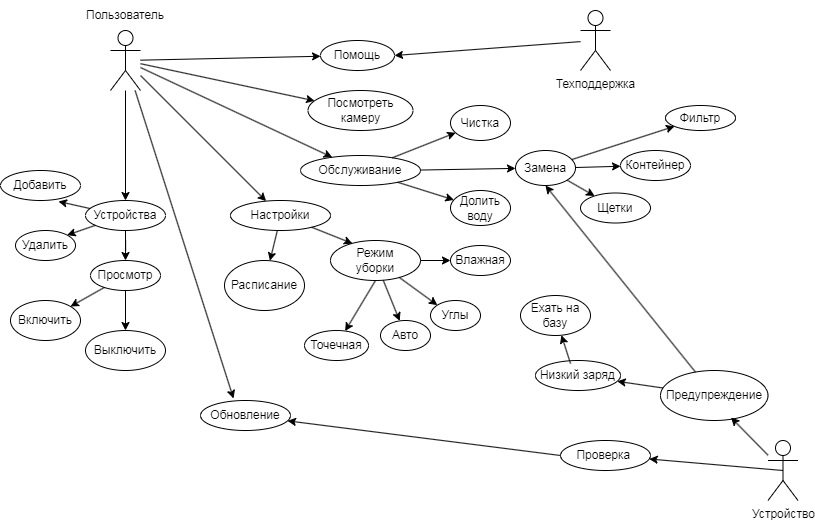 Пользователь
Помощь
Техподдержка
Посмотреть
камеру
Чистка
Фильтр
Обслуживание
Замена
Контейнер
Добавить
Устройства
Настройки
Долить
воду
Щетки
Удалить
Просмотр
Расписание
Режим
уборки
Влажная
Включить
Выключить
Точечная
Авто
Углы
Ехать на
базу
Низкий заряд
Предупреждение
Обновление
Проверка
Устройство